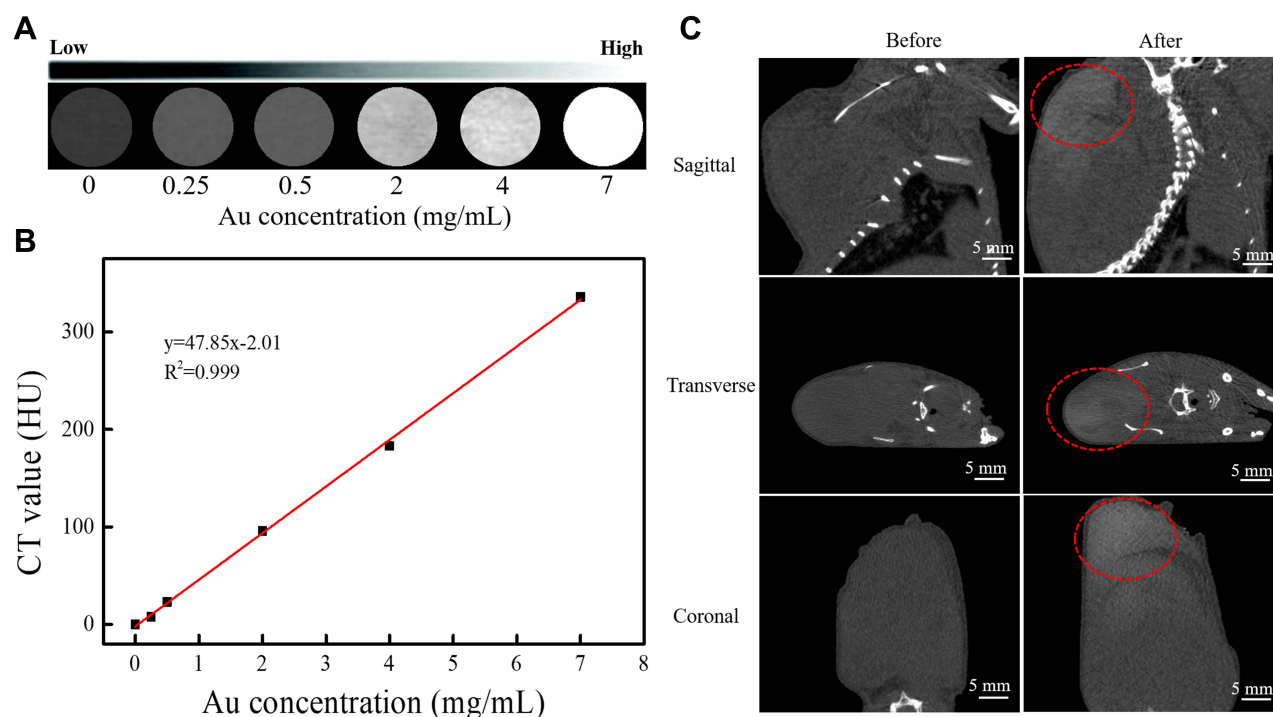 A
Low High
0 0.25 0.5 2 4 7
Au concentration (mg/mL)
B
CT value (HU)
300
200
100
0
y=47.85x-2.01
R²=0.999
0 1 2 3 4 5 6 7 8
Au concentration (mg/mL)
C
Before After
Sagittal
5 mm 5 mm
Transverse
5 mm 5 mm
Coronal
5 mm 5 mm